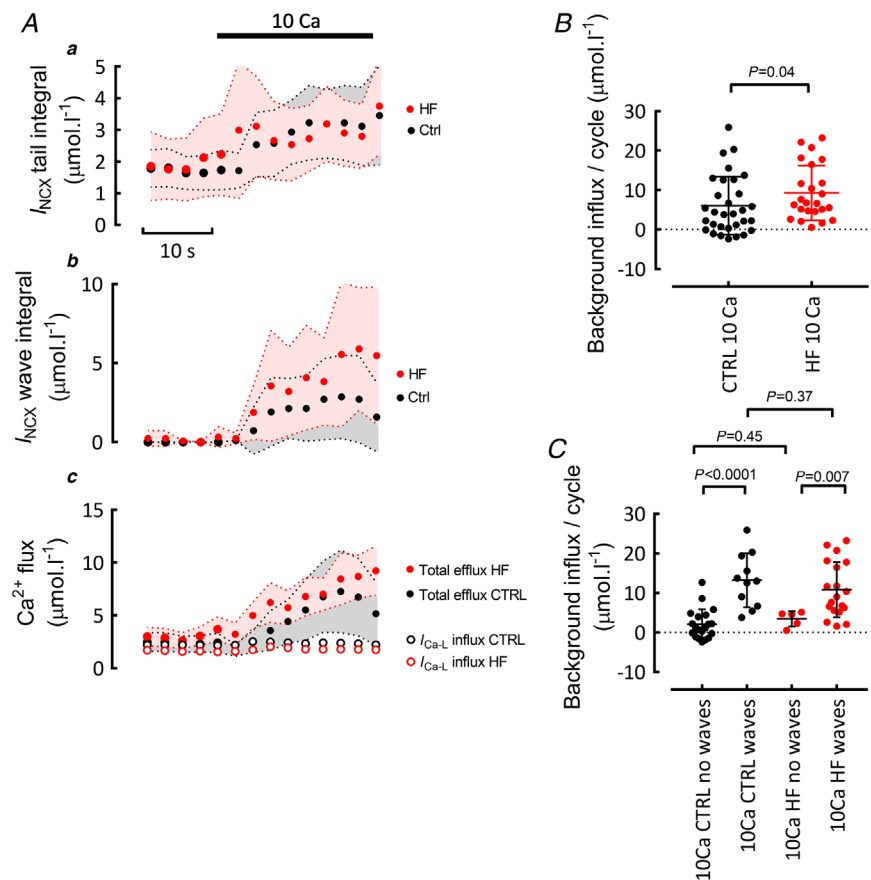 A
10 Ca
a
I_NCX tail integral
(μmol.l⁻¹)
5
4
3
2
1
0
HF
Ctrl
10 s
b
I_NCX wave integral
(μmol.l⁻¹)
10
5
0
HF
Ctrl
c
Ca²⁺ flux
(μmol.l⁻¹)
15
10
5
0
Total efflux HF
Total efflux CTRL
I_Ca-L influx CTRL
I_Ca-L influx HF
B
Background influx / cycle (μmol.l⁻¹)
P=0.04
30
20
10
0
-10
CTRL 10 Ca
HF 10 Ca
C
P=0.37
P=0.45
P<0.0001
P=0.007
Background influx / cycle
(μmol.l⁻¹)
30
20
10
0
-10
10Ca CTRL no waves
10Ca CTRL waves
10Ca HF no waves
10Ca HF waves